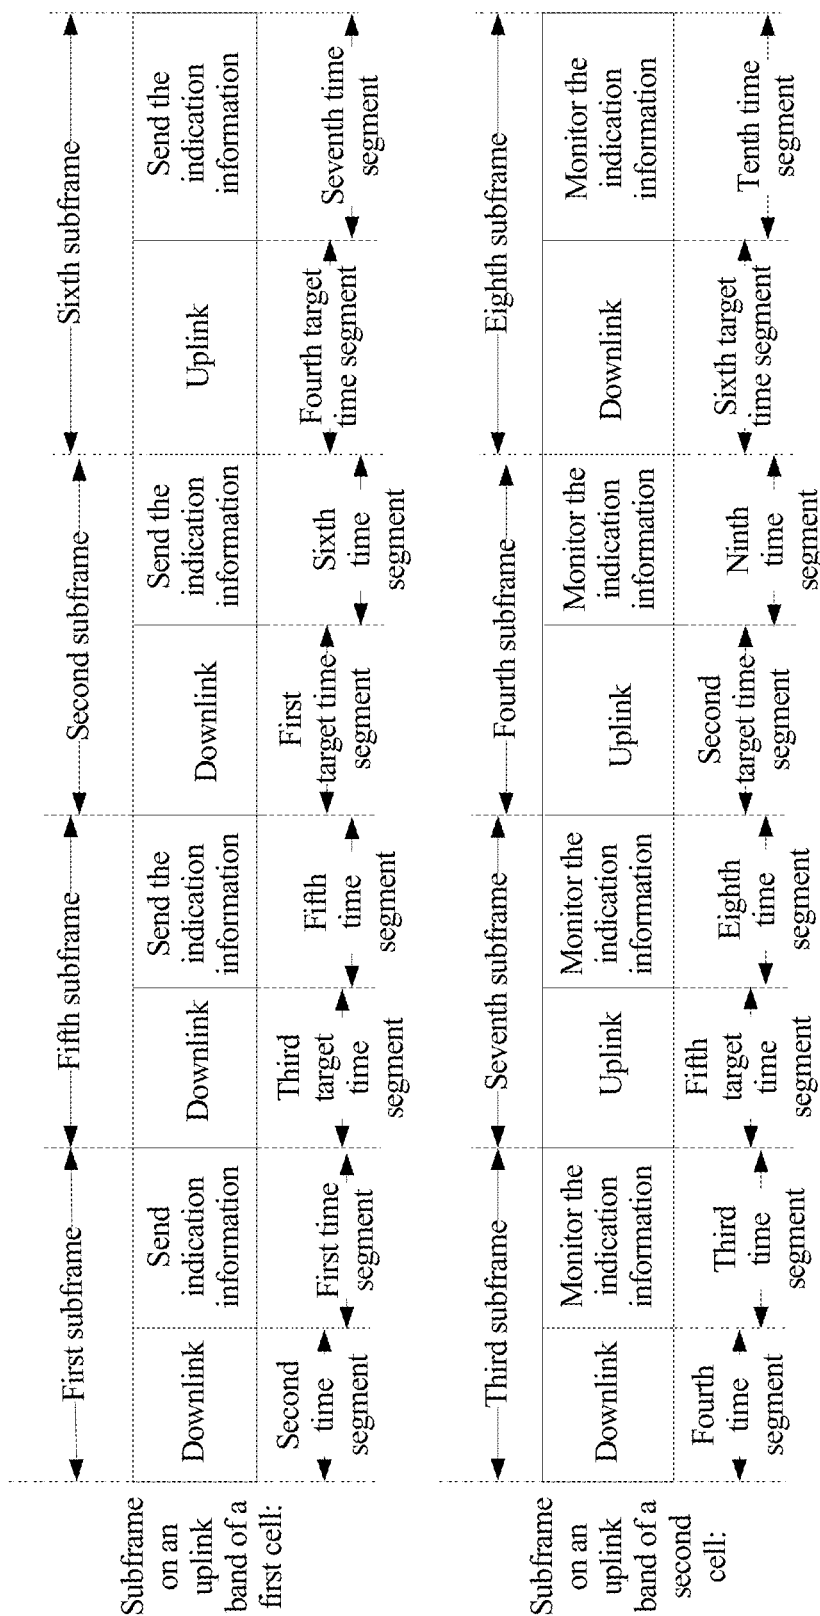 First subframe
Fifth subframe
Second subframe
Sixth subframe
Subframe
on an
uplink
band of a
first cell:
Downlink
Send
indication
information
Downlink
Send the
indication
information
Downlink
Send the
indication
information
Uplink
Send the
indication
information
Second
time
segment
First time
segment
Third
target
time
segment
Fifth
time
segment
First
target time
segment
Sixth
time
segment
Fourth target
time segment
Seventh time
segment
Third subframe
Seventh subframe
Fourth subframe
Eighth subframe
Subframe
on an
uplink
band of a
second
cell:
Downlink
Monitor the
indication
information
Uplink
Monitor the
indication
information
Uplink
Monitor the
indication
information
Downlink
Monitor the
indication
information
Fourth
time
segment
Third
time
segment
Fifth
target
time
segment
Eighth
time
segment
Second
target time
segment
Ninth
time
segment
Sixth target
time segment
Tenth time
segment